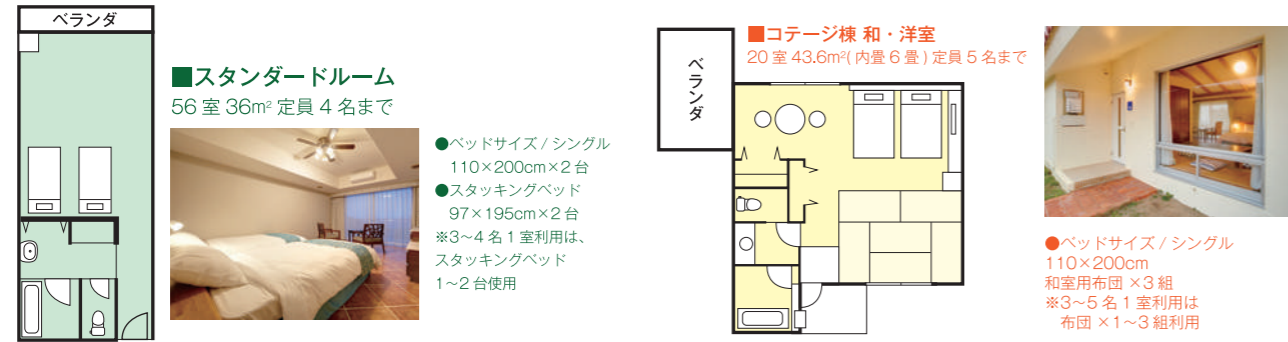 ベランダ
■スタンダードルーム
56室 36m² 定員4名まで
●ベッドサイズ / シングル
110×200cm×2台
●スタッキングベッド
97×195cm×2台
※3〜4名1室利用は、
スタッキングベッド
1〜2台使用
ベランダ
■コテージ棟 和・洋室
20室 43.6m²(内畳6畳)定員5名まで
●ベッドサイズ / シングル
110×200cm
和室用布団 ×3組
※3〜5名1室利用は
布団 ×1〜3組利用